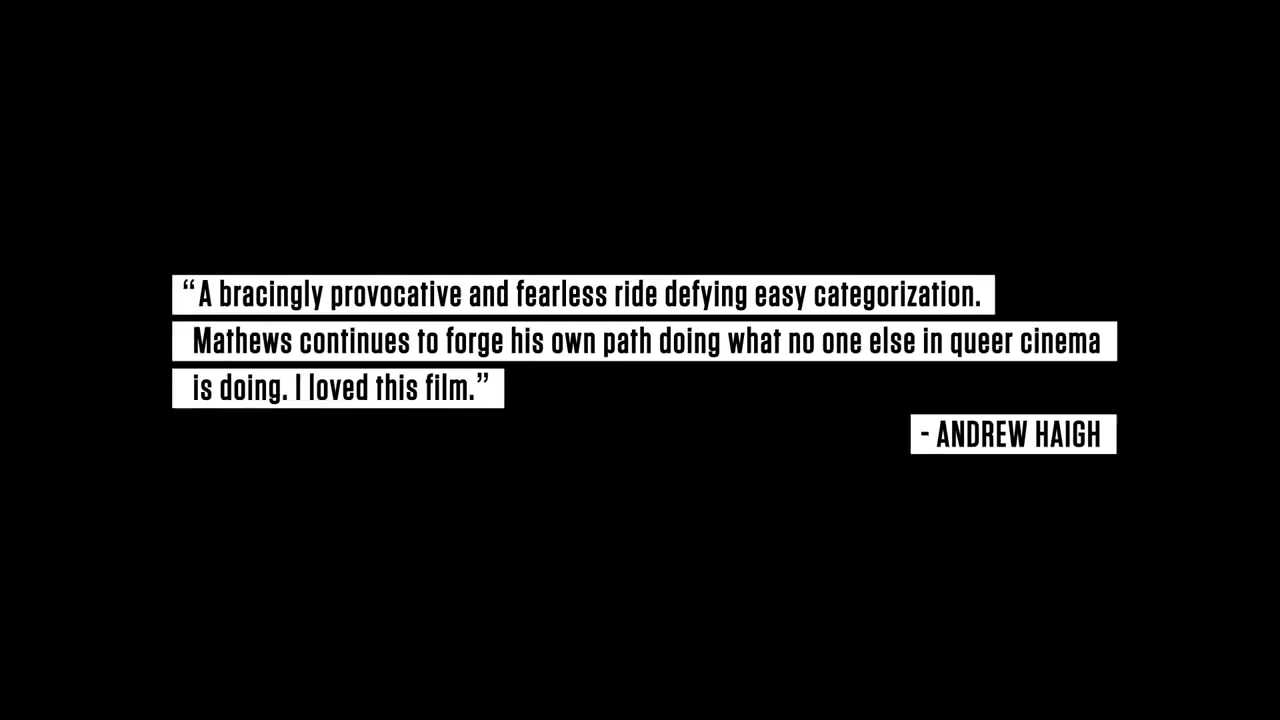 “A bracingly provocative and fearless ride defying easy categorization.
Mathews continues to forge his own path doing what no one else in queer cinema
is doing. I loved this film.”
- ANDREW HAIGH